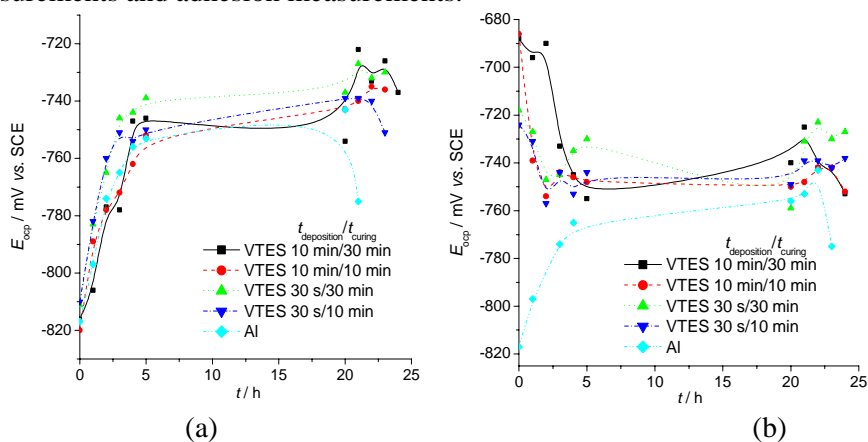 surements and adhesion measurements.
-720
-740
-760
-780
-800
-820
E_ocp / mV vs. SCE
t_deposition/t_curing
VTES 10 min/30 min
VTES 10 min/10 min
VTES 30 s/30 min
VTES 30 s/10 min
Al
0 5 10 15 20 25
t / h
(a)
-680
-700
-720
-740
-760
-780
-800
-820
E_ocp / mV vs. SCE
t_deposition/t_curing
VTES 10 min/30 min
VTES 10 min/10 min
VTES 30 s/30 min
VTES 30 s/10 min
Al
0 5 10 15 20 25
t / h
(b)